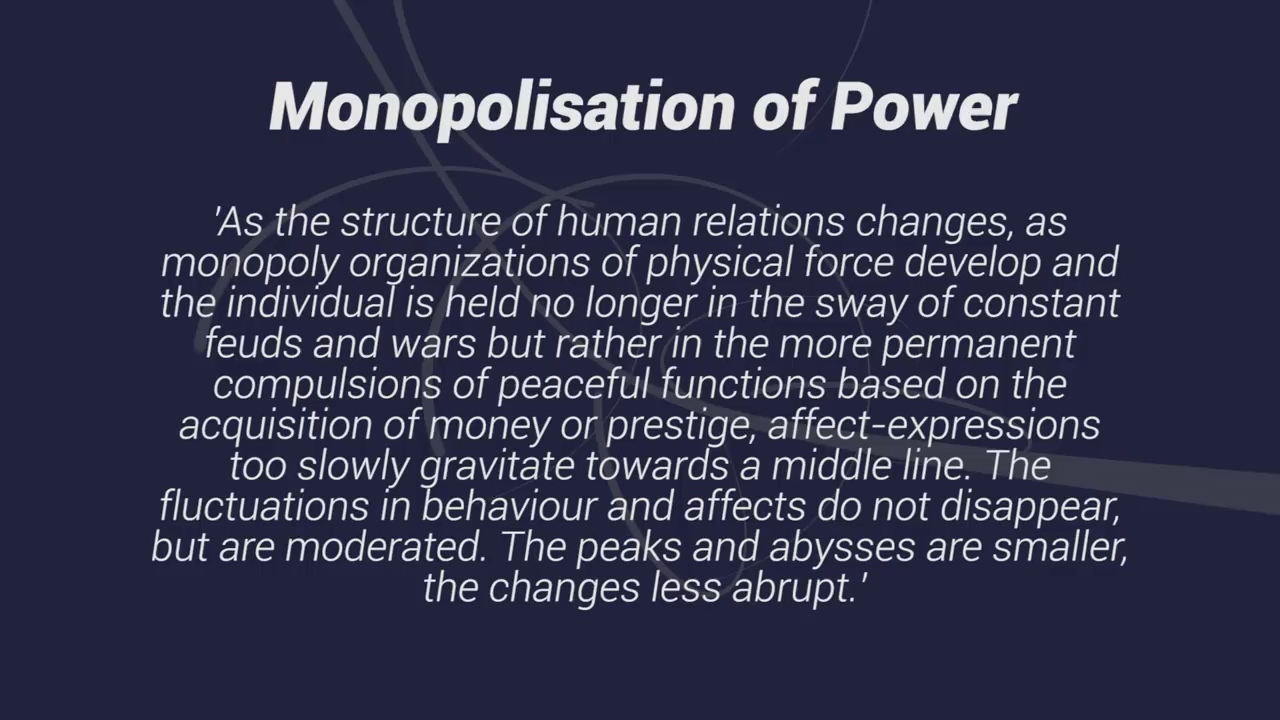 Monopolisation of Power
'As the structure of human relations changes, as
monopoly organizations of physical force develop and
the individual is held no longer in the sway of constant
feuds and wars but rather in the more permanent
compulsions of peaceful functions based on the
acquisition of money or prestige, affect-expressions
too slowly gravitate towards a middle line. The
fluctuations in behaviour and affects do not disappear,
but are moderated. The peaks and abysses are smaller,
the changes less abrupt.'